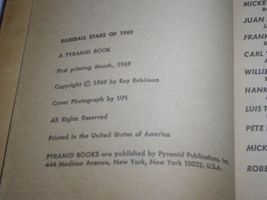 BASEBALL STARS OF 1969
A PYRAMID BOOK
First printing March, 1969
Copyright © 1969 by Ray Robinson
Cover Photograph by UPI
All Rights Reserved
Printed in the United States of America
PYRAMID BOOKS are published by Pyramid Publications, Inc.
444 Madison Avenue, New York, New York 10022, U.S.A.
MICKE
JUAN
FRANK
CARL
WILLIE
HANK
LUIS T
PETE
MICK
ROBE